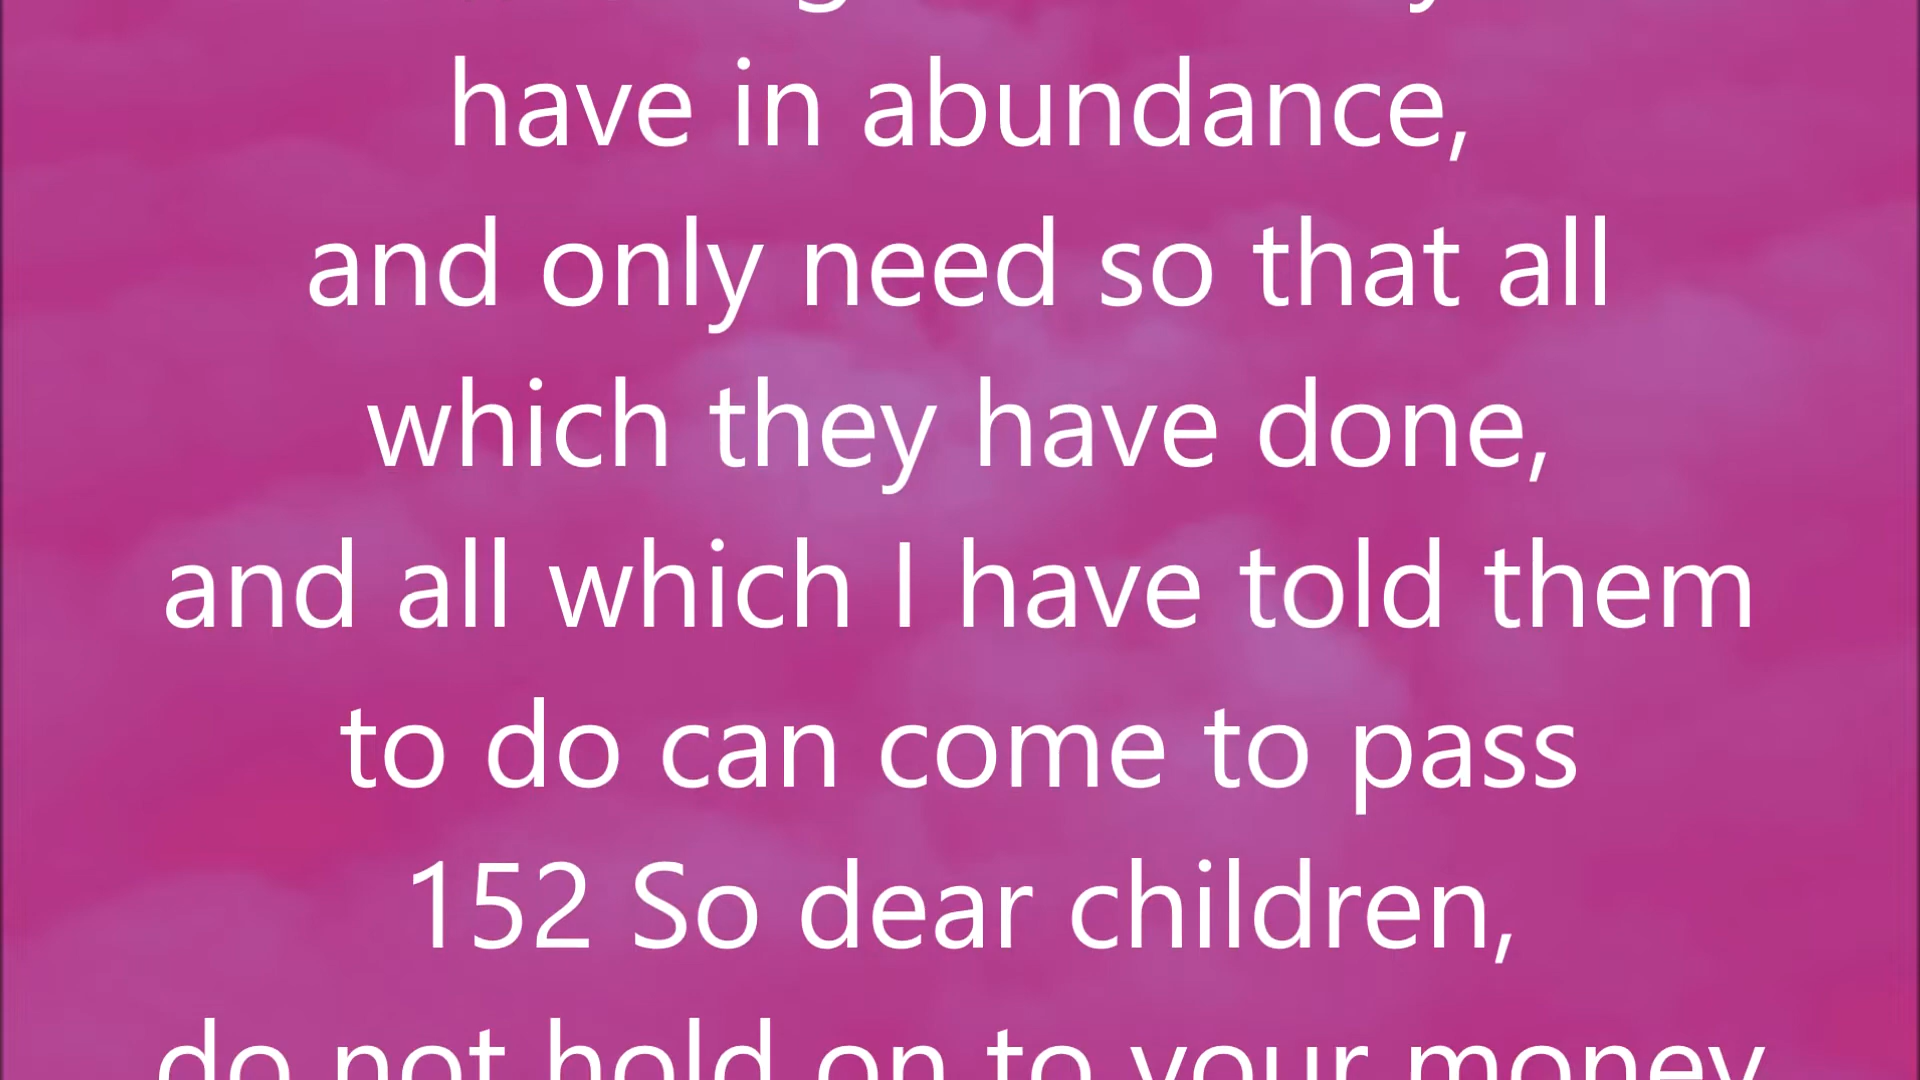 have in abundance,
and only need so that all
which they have done,
and all which I have told them
to do can come to pass
152 So dear children,
do not hold on to your money